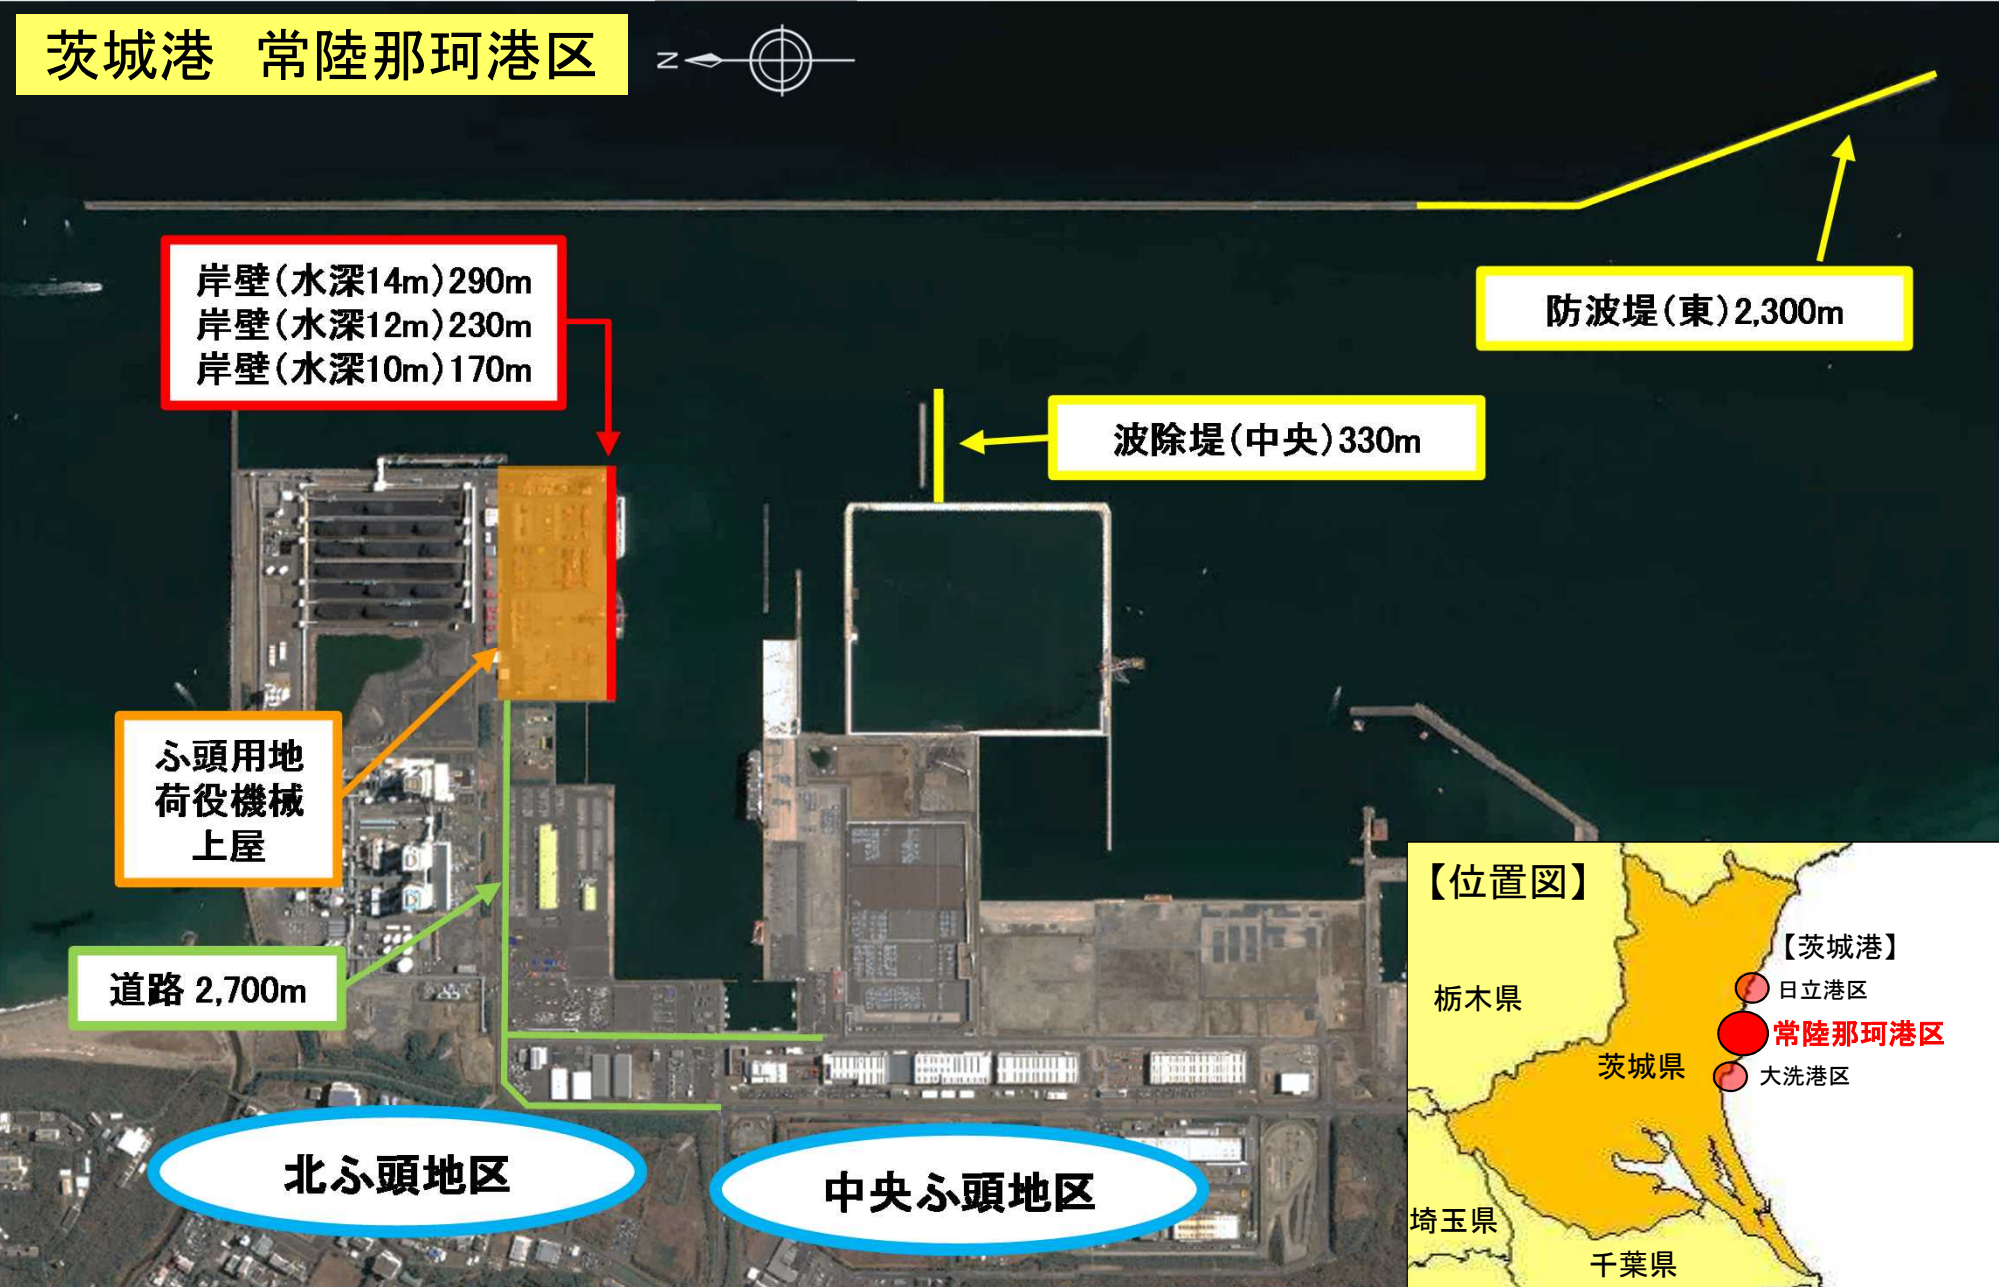 茨城港　常陸那珂港区
N
岸壁(水深14m)290m
岸壁(水深12m)230m
岸壁(水深10m)170m
防波堤(東)2,300m
波除堤(中央)330m
ふ頭用地
荷役機械
上屋
道路 2,700m
北ふ頭地区
中央ふ頭地区
【位置図】
【茨城港】
日立港区
常陸那珂港区
大洗港区
栃木県
茨城県
埼玉県
千葉県